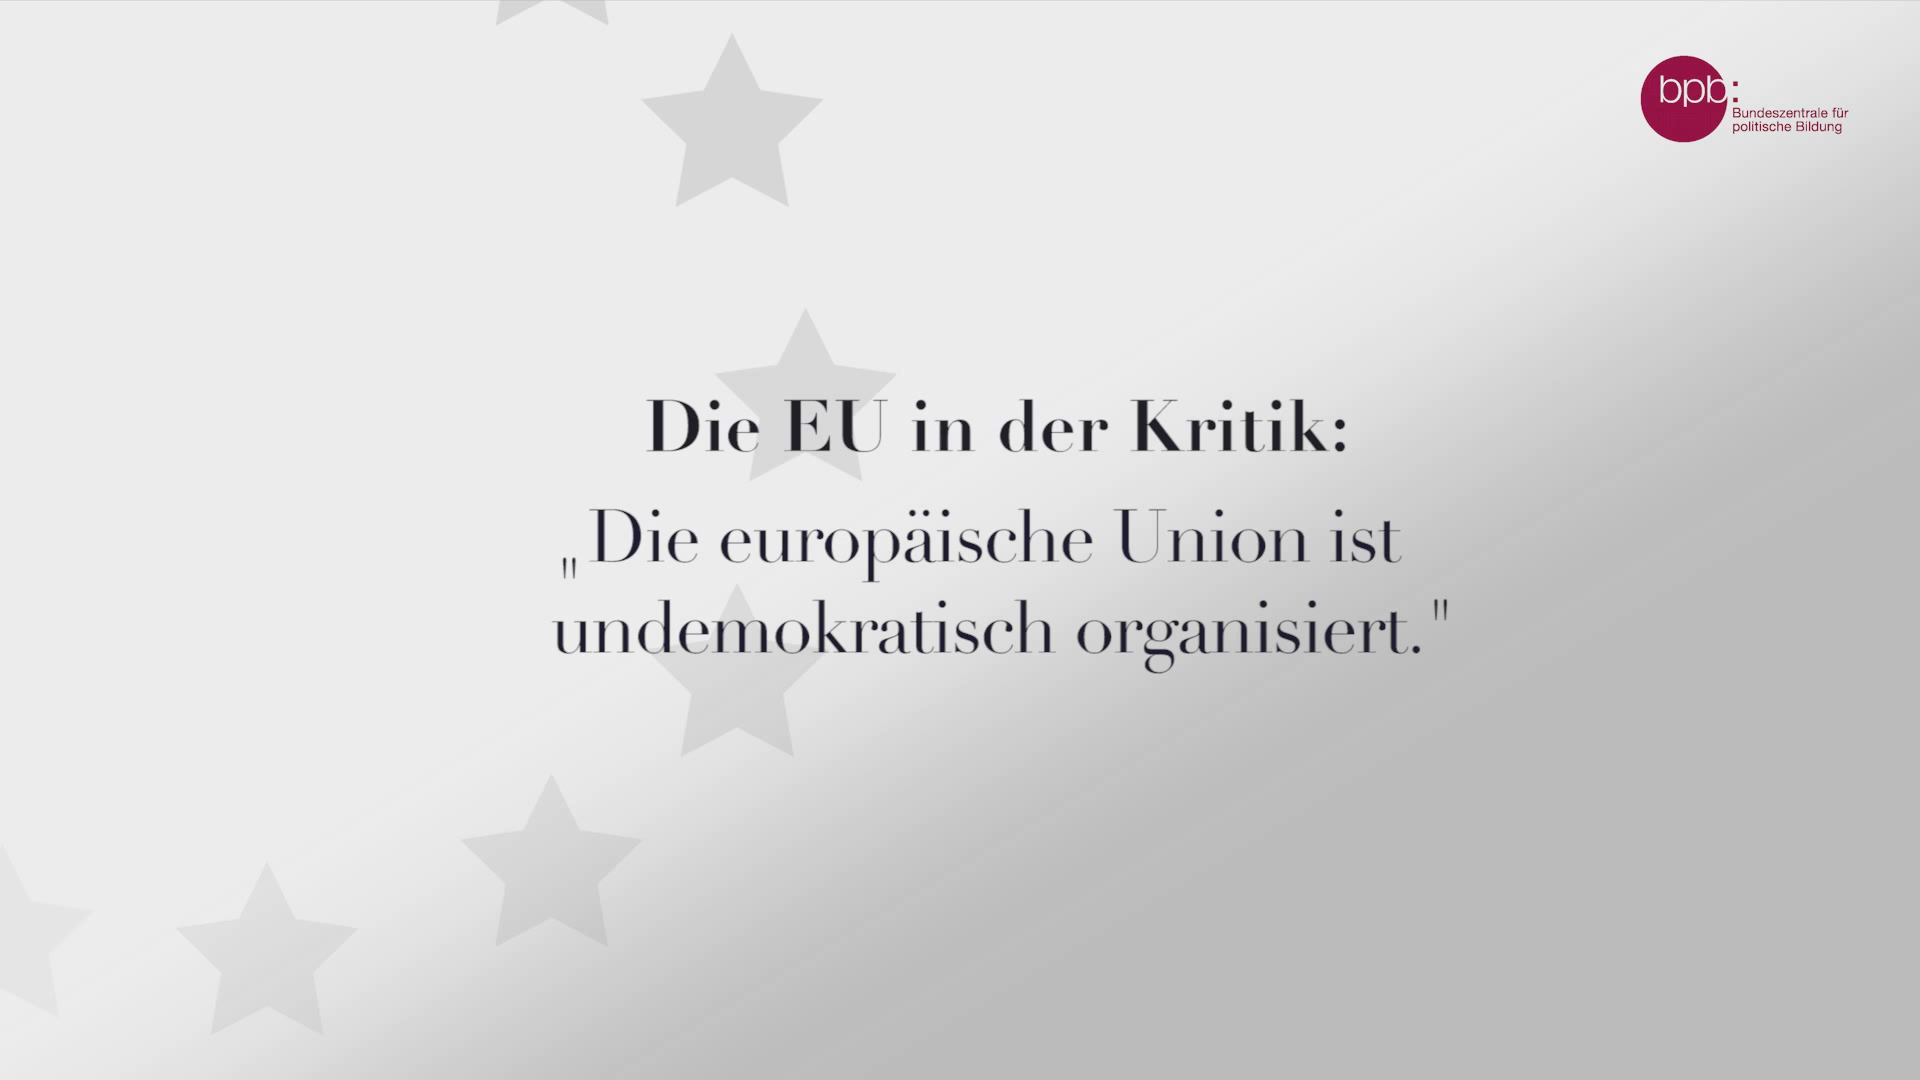 bpb:
Bundeszentrale für
politische Bildung
Die EU in der Kritik:
"Die europäische Union ist
undemokratisch organisiert."